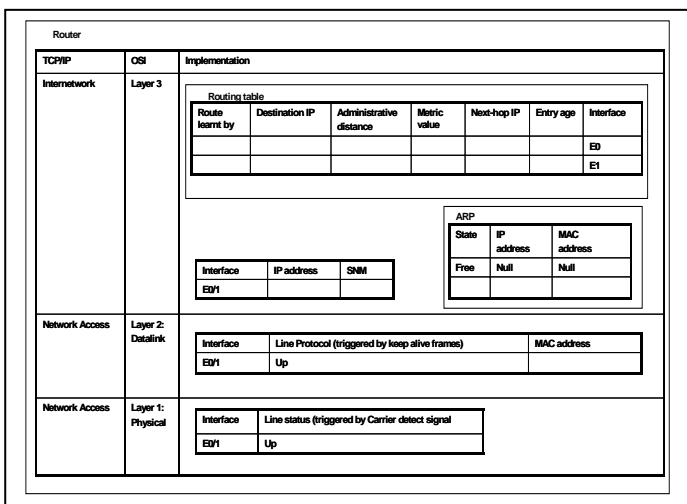 Router
TCP/IP OSI Implementation
Internetwork Layer 3
Routing table
Route learnt by Destination IP Administrative distance Metric value Next-hop IP Entry age Interface
E0
E1
ARP
State IP address MAC address
Free Null Null
Interface IP address SNM
E0/1
Network Access Layer 2: Datalink
Interface Line Protocol (triggered by keep alive frames) MAC address
E0/1 Up
Network Access Layer 1: Physical
Interface Line status (triggered by Carrier detect signal
E0/1 Up